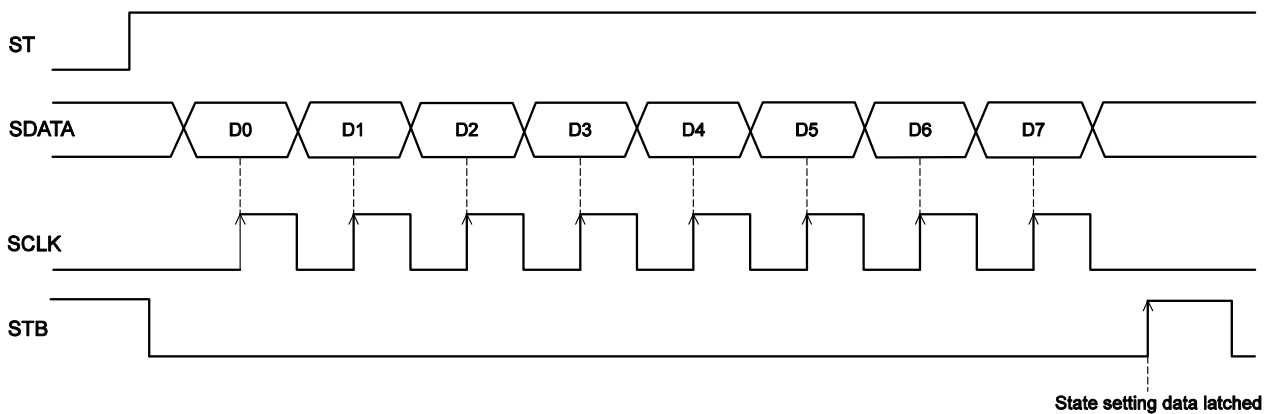 ST
SDATA
D0
D1
D2
D3
D4
D5
D6
D7
SCLK
STB
State setting data latched